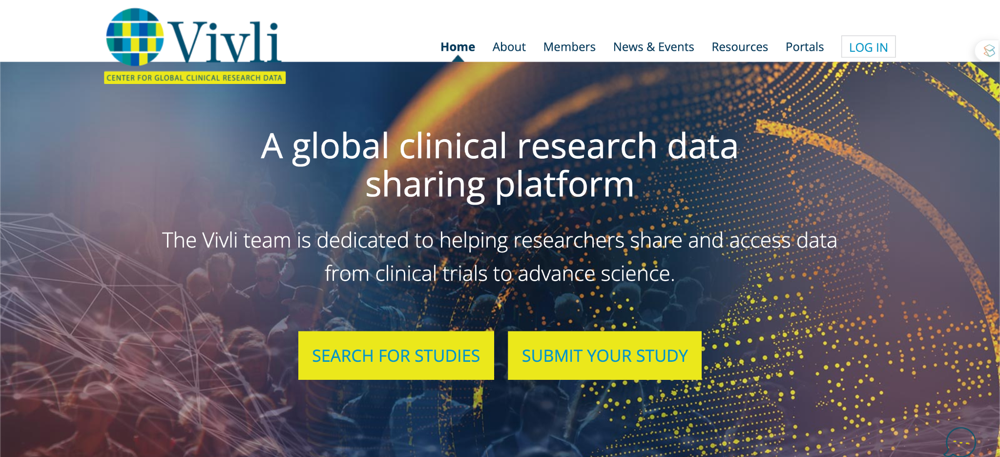 Vivli
CENTER FOR GLOBAL CLINICAL RESEARCH DATA
Home About Members News & Events Resources Portals LOG IN
A global clinical research data
sharing platform
The Vivli team is dedicated to helping researchers share and access data
from clinical trials to advance science.
SEARCH FOR STUDIES SUBMIT YOUR STUDY